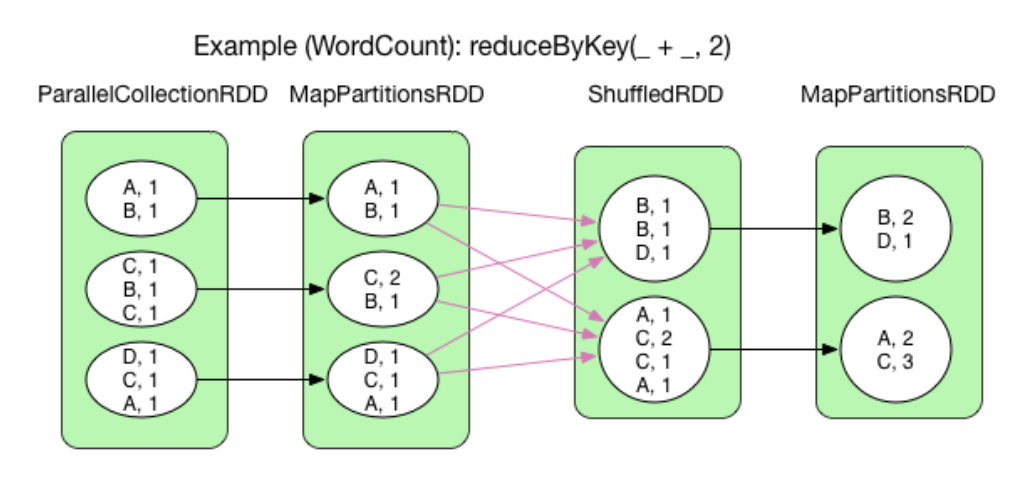 Example (WordCount): reduceByKey(_ + _, 2)
ParallelCollectionRDD
MapPartitionsRDD
ShuffledRDD
MapPartitionsRDD
A, 1
B, 1
C, 1
B, 1
C, 1
D, 1
C, 1
A, 1
A, 1
B, 1
C, 2
B, 1
D, 1
C, 1
A, 1
B, 1
B, 1
D, 1
A, 1
C, 2
C, 1
A, 1
B, 2
D, 1
A, 2
C, 3